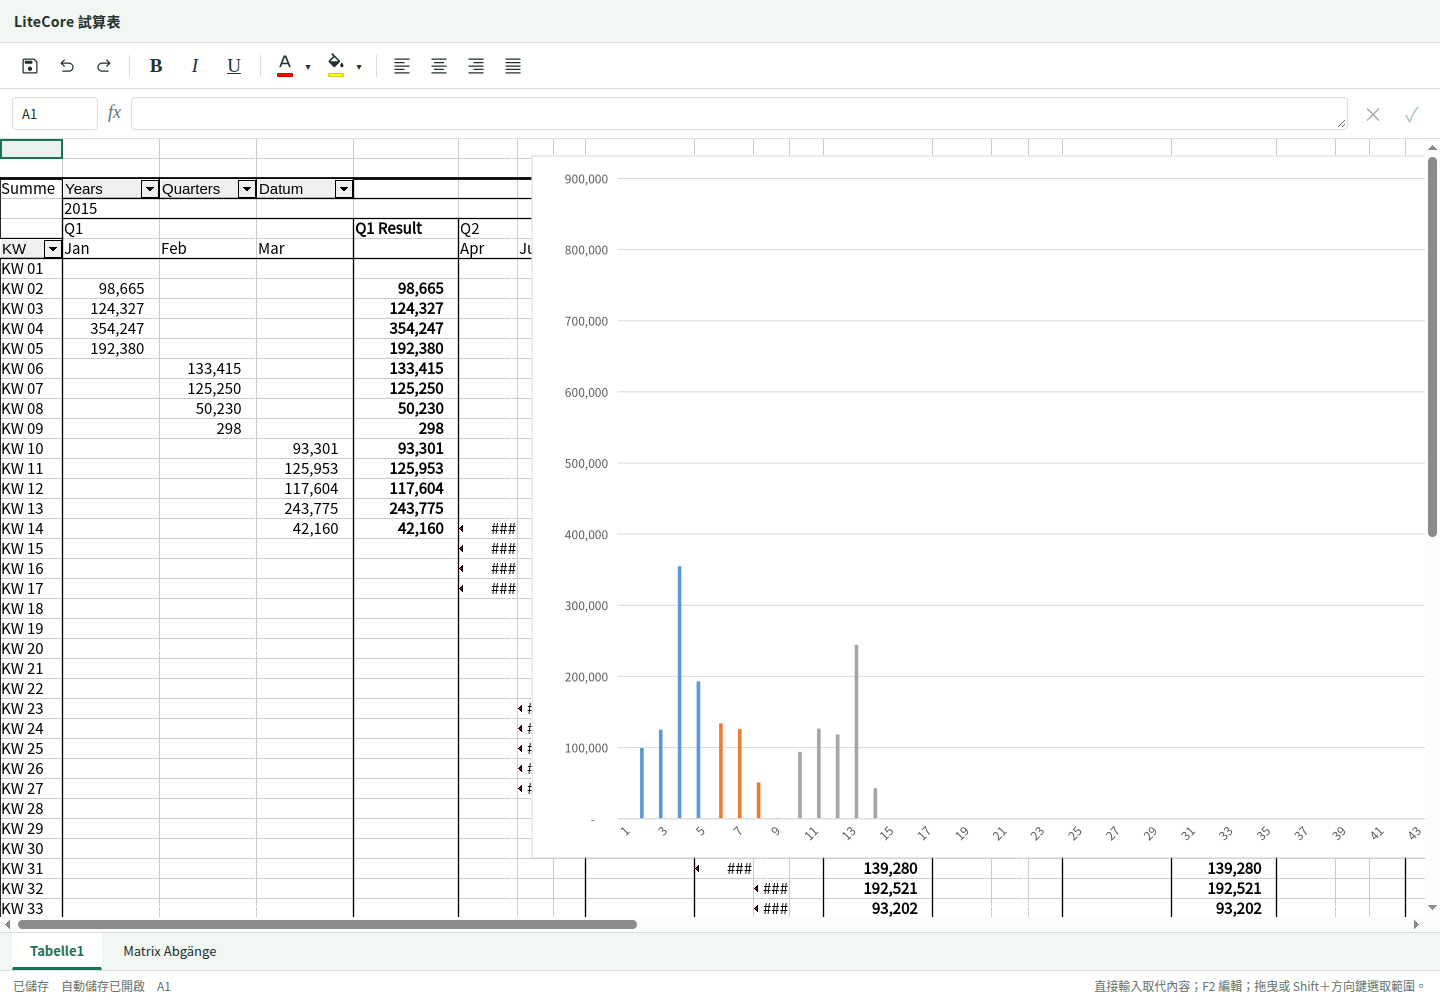 LiteCore 試算表
B I U A
A1 fx
Summe Years Quarters Datum
2015
Q1 Q1 Result Q2
KW Jan Feb Mar Apr
KW 01
KW 02 98,665 98,665
KW 03 124,327 124,327
KW 04 354,247 354,247
KW 05 192,380 192,380
KW 06 133,415 133,415
KW 07 125,250 125,250
KW 08 50,230 50,230
KW 09 298 298
KW 10 93,301 93,301
KW 11 125,953 125,953
KW 12 117,604 117,604
KW 13 243,775 243,775
KW 14 42,160 42,160 ###
KW 15 ###
KW 16 ###
KW 17 ###
KW 18
KW 19
KW 20
KW 21
KW 22
KW 23
KW 24
KW 25
KW 26
KW 27
KW 28
KW 29
KW 30
KW 31 ### 139,280 139,280
KW 32 ### 192,521 192,521
KW 33 ### 93,202 93,202
900,000
800,000
700,000
600,000
500,000
400,000
300,000
200,000
100,000
-
1 3 5 7 9 11 13 15 17 19 21 23 25 27 29 31 33 35 37 39 41 43
Tabelle1 Matrix Abgänge
已儲存 自動儲存已開啟 A1 直接輸入取代內容；F2 編輯；拖曳或 Shift＋方向鍵選取範圍。